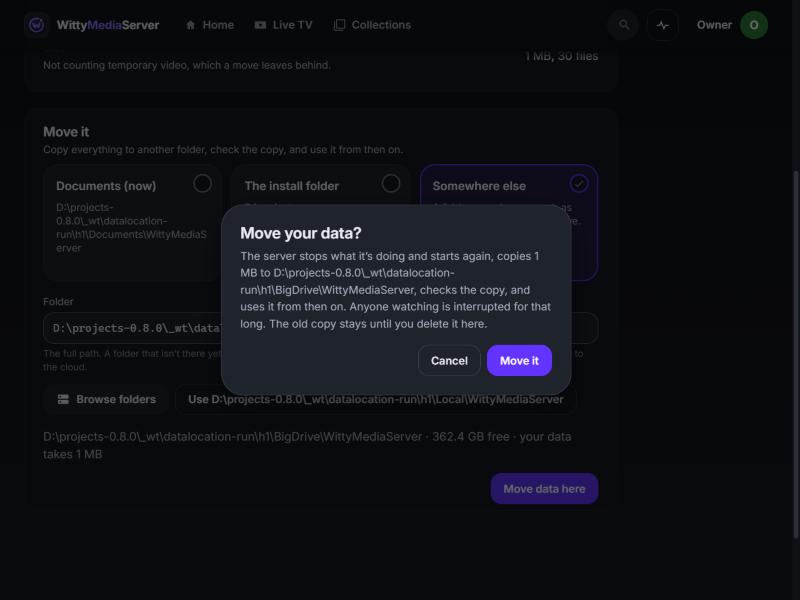 WittyMediaServer
Home
Live TV
Collections
Owner
O
Not counting temporary video, which a move leaves behind.
1 MB, 30 files
Move it
Copy everything to another folder, check the copy, and use it from then on.
Documents (now)
D:\projects-
0.8.0\_wt\datalocation-
run\h1\Documents\WittyMediaS
erver
The install folder
Somewhere else
as
Move your data?
The server stops what it's doing and starts again, copies 1
MB to D:\projects-0.8.0\_wt\datalocation-
run\h1\BigDrive\WittyMediaServer, checks the copy, and
uses it from then on. Anyone watching is interrupted for that
long. The old copy stays until you delete it here.
Cancel
Move it
Folder
D:\projects-0.8.0\_wt\data
The full path. A folder that isn't there yet
to
the cloud.
Browse folders
Use D:\projects-0.8.0\_wt\datalocation-run\h1\Local\WittyMediaServer
D:\projects-0.8.0\_wt\datalocation-run\h1\BigDrive\WittyMediaServer · 362.4 GB free · your data
takes 1 MB
Move data here